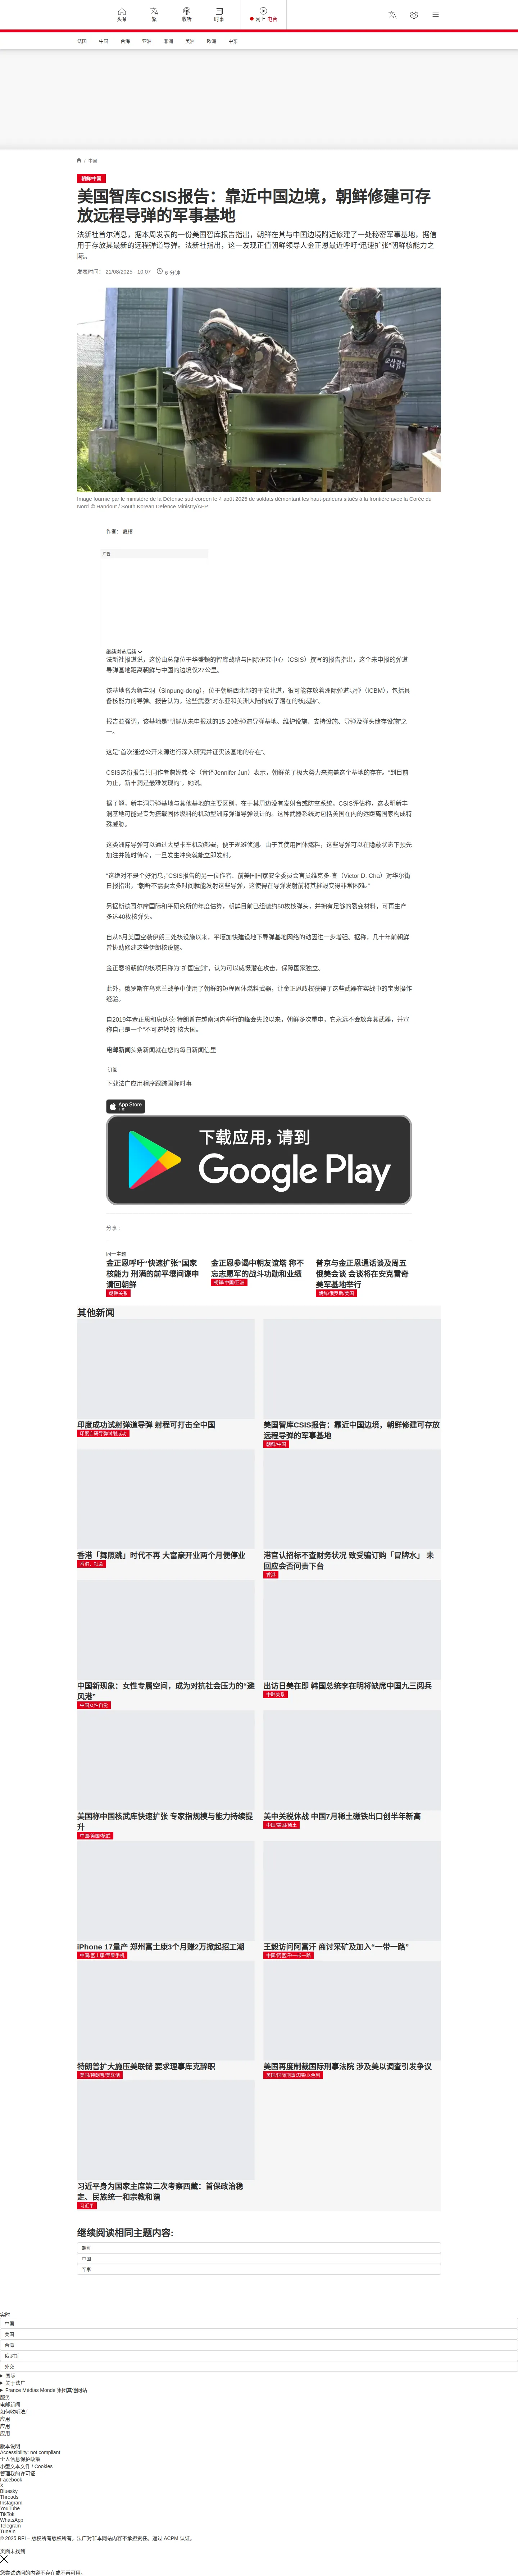 头条
繁
收听
时事
网上 电台
法国
中国
台海
亚洲
非洲
美洲
欧洲
中东
/ 中国
朝鲜/中国
美国智库CSIS报告：靠近中国边境，朝鲜修建可存
放远程导弹的军事基地
法新社首尔消息，据本周发表的一份美国智库报告指出，朝鲜在其与中国边境附近修建了一处秘密军事基地，据信
用于存放其最新的远程弹道导弹。法新社指出，这一发现正值朝鲜领导人金正恩最近呼吁“迅速扩张”朝鲜核能力之
际。
发表时间： 21/08/2025 - 10:07 6 分钟
Image fournie par le ministère de la Défense sud-coréen le 4 août 2025 de soldats démontant les haut-parleurs situés à la frontière avec la Corée du
Nord © Handout / South Korean Defence Ministry/AFP
作者： 夏榕
广告
继续浏览后续
法新社报道说，这份由总部位于华盛顿的智库战略与国际研究中心（CSIS）撰写的报告指出，这个未申报的弹道
导弹基地距离朝鲜与中国的边境仅27公里。
该基地名为新丰洞（Sinpung-dong），位于朝鲜西北部的平安北道，很可能存放着洲际弹道导弹（ICBM），包括具
备核能力的导弹。报告认为，这些武器“对东亚和美洲大陆构成了潜在的核威胁”。
报告並强调，该基地是“朝鲜从未申报过的15-20处弹道导弹基地、维护设施、支持设施、导弹及弹头储存设施”之
一。
这是“首次通过公开来源进行深入研究并证实该基地的存在”。
CSIS这份报告共同作者詹妮弗·全（音译Jennifer Jun）表示，朝鲜花了极大努力来掩盖这个基地的存在。“到目前
为止，新丰洞是最难发现的”，她说。
据了解，新丰洞导弹基地与其他基地的主要区别，在于其周边没有发射台或防空系统。CSIS评估称，这表明新丰
洞基地可能是专为搭载固体燃料的机动型洲际弹道导弹设计的。这种武器系统对包括美国在内的远距离国家构成特
殊威胁。
这类洲际导弹可以通过大型卡车机动部署，便于规避侦测。由于其使用固体燃料，这些导弹可以在隐蔽状态下预先
加注并随时待命，一旦发生冲突就能立即发射。
“这绝对不是个好消息。”CSIS报告的另一位作者、前美国国家安全委员会官员维克多·查（Victor D. Cha）对华尔街
日报指出，“朝鲜不需要太多时间就能发射这些导弹，这使得在导弹发射前将其摧毁变得非常困难。”
另据斯德哥尔摩国际和平研究所的年度估算，朝鲜目前已组装约50枚核弹头，并拥有足够的裂变材料，可再生产
多达40枚核弹头。
自从6月美国空袭伊朗三处核设施以来，平壤加快建设地下导弹基地网络的动因进一步增强。据称，几十年前朝鲜
曾协助修建这些伊朗核设施。
金正恩将朝鲜的核项目称为“护国宝剑”，认为可以威慑潜在攻击，保障国家独立。
此外，俄罗斯在乌克兰战争中使用了朝鲜的短程固体燃料武器，让金正恩政权获得了这些武器在实战中的宝贵操作
经验。
自2019年金正恩和唐纳德·特朗普在越南河内举行的峰会失败以来，朝鲜多次重申，它永远不会放弃其武器，并宣
称自己是一个“不可逆转的”核大国。
电邮新闻头条新闻就在您的每日新闻信里
订阅
下载法广应用程序跟踪国际时事
App Store
下载
下载应用，请到
Google Play
分享 :
同一主题
金正恩呼吁“快速扩张”国家
核能力 刑满的前平壤间谍申
请回朝鲜
朝韩关系
金正恩参谒中朝友谊塔 称不
忘志愿军的战斗功勋和业绩
朝鲜/中国/亚洲
普京与金正恩通话谈及周五
俄美会谈 会谈将在安克雷奇
美军基地举行
朝鲜/俄罗斯/美国
其他新闻
印度成功试射弹道导弹 射程可打击全中国
印度自研导弹试射成功
美国智库CSIS报告：靠近中国边境，朝鲜修建可存放
远程导弹的军事基地
朝鲜/中国
香港「舞照跳」时代不再 大富豪开业两个月便停业
香港、社会
港官认招标不查财务状况 致受骗订购「冒牌水」 未
回应会否问责下台
香港
中国新现象：女性专属空间，成为对抗社会压力的“避
风港”
中国女性自觉
出访日美在即 韩国总统李在明将缺席中国九三阅兵
中韩关系
美国称中国核武库快速扩张 专家指规模与能力持续提
升
中国/美国/核武
美中关税休战 中国7月稀土磁铁出口创半年新高
中国/美国/稀土
iPhone 17量产 郑州富士康3个月赚2万掀起招工潮
中国/富士康/苹果手机
王毅访问阿富汗 商讨采矿及加入“一带一路”
中国/阿富汗/一带一路
特朗普扩大施压美联储 要求理事库克辞职
美国/特朗普/美联储
美国再度制裁国际刑事法院 涉及美以调查引发争议
美国/国际刑事法院/以色列
习近平身为国家主席第二次考察西藏：首保政治稳
定、民族统一和宗教和谐
习近平
继续阅读相同主题内容:
朝鲜
中国
军事
实时
中国
美国
台湾
俄罗斯
外交
国际
关于法广
France Médias Monde 集团其他网站
服务
电邮新闻
如何收听法广
应用
应用
应用
版本说明
Accessibility: not compliant
个人信息保护政策
小型文本文件 / Cookies
管理我的许可证
Facebook
X
Bluesky
Threads
Instagram
YouTube
TikTok
WhatsApp
Telegram
TuneIn
© 2025 RFI – 版权所有版权所有。法广对非本网站内容不承担责任。通过 ACPM 认证。
页面未找到
您尝试访问的内容不存在或不再可用。